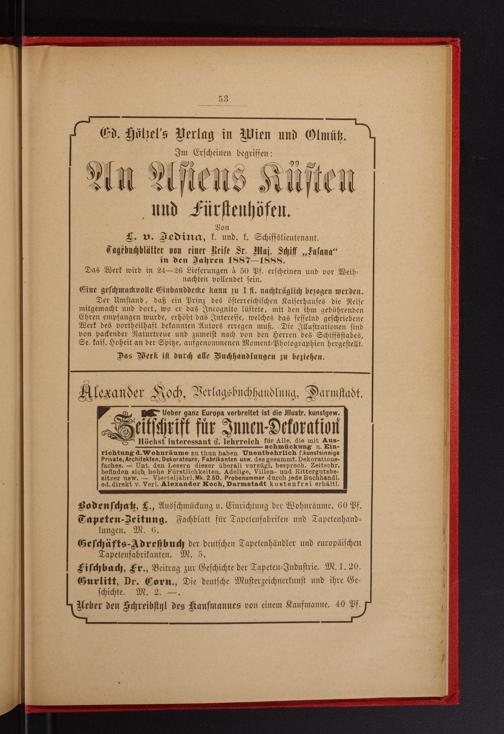 53
Ed. Hölzel's Verlag in Wien und Olmütz.
Im Erscheinen begriffen:
An Asiens Küsten
und Fürstenhöfen.
Von
L. v. Jedina, k. und k. Schiffslieutenant.
Tagebuchblätter von einer Reise Sr. Maj. Schiff „Fasana"
in den Jahren 1887—1888.
Das Werk wird in 24—26 Lieferungen à 50 Pf. erscheinen und vor Weih-
nachten vollendet sein.
Eine geschmackvolle Einbanddecke kann zu 1 fl. nachträglich bezogen werden.
Der Umstand, daß ein Prinz des österreichischen Kaiserhauses die Reise
mitgemacht und dort, wo er das Incognito lüftete, mit den ihm gebührenden
Ehren empfangen wurde, erhöht das Interesse, welches das fesselnd geschriebene
Werk des vortheilhaft bekannten Autors erregen muß. Die Illustrationen sind
von packender Naturtreue und zumeist nach von den Herren des Schiffsstabes,
Se. kais. Hoheit an der Spitze, aufgenommenen Moment-Photographien hergestellt.
Das Werk ist durch alle Buchhandlungen zu beziehen.
Alexander Koch, Verlagsbuchhandlung, Darmstadt.
Ueber ganz Europa verbreitet ist die Illustr. kunstgew.
Zeitschrift für Innen-Dekoration
Höchst interessant & lehrreich für Alle, die mit Aus-
schmückung u. Ein-
richtung d. Wohnräume zu thun haben. Unentbehrlich f. kunstsinnige
Private, Architekten, Dekorateure, Fabrikanten usw. des gesammt. Dekorations-
faches. — Unt. den Lesern dieser überall vorzügl. besproch. Zeitschr.
befinden sich hohe Fürstlichkeiten, Adelige, Villen- und Rittergutsbe-
sitzer usw. — Vierteljährl. Mk. 2.50. Probenummer durch jede Buchhandl.
od. direkt v. Verl. Alexander Koch, Darmstadt kostenfrei erhältl.
Bodenschatz, L., Ausschmückung u. Einrichtung der Wohnräume. 60 Pf.
Tapeten-Zeitung. Fachblatt für Tapetenfabriken und Tapetenhand-
lungen. M. 6.
Geschäfts-Adreßbuch der deutschen Tapetenhändler und europäischen
Tapetenfabrikanten. M. 5.
Fischbach, Fr., Beitrag zur Geschichte der Tapeten-Industrie. M. 1.20.
Gurlitt, Dr. Corn., Die deutsche Musterzeichnerkunst und ihre Ge-
schichte. M. 2. —.
Ueber den Schreibstyl des Kaufmannes von einem Kaufmanne. 40 Pf.